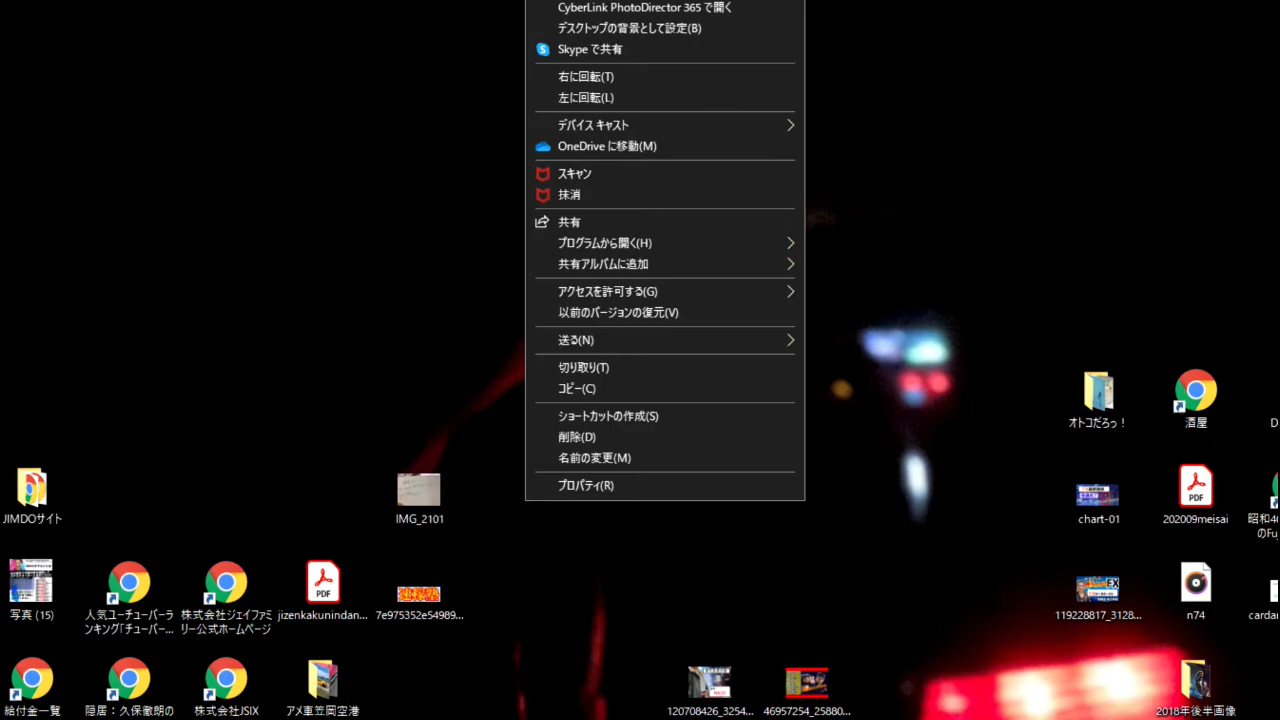 CyberLink PhotoDirector 365 で開く
デスクトップの背景として設定(B)
Skype で共有
右に回転(T)
左に回転(L)
デバイス キャスト
OneDrive に移動(M)
スキャン
抹消
共有
プログラムから開く(H)
共有アルバムに追加
アクセスを許可する(G)
以前のバージョンの復元(V)
送る(N)
切り取り(T)
コピー(C)
ショートカットの作成(S)
削除(D)
名前の変更(M)
プロパティ(R)
オトコだろっ！
酒屋
D
JIMDOサイト
IMG_2101
chart-01
PDF
202009meisai
昭和4
のFu
写真 (15)
人気ユーチューバーラ
ンキング「チューバー...
株式会社ジェイファミ
リー公式ホームページ
PDF
jizenkakunindan...
7e975352e54989...
119228817_3128...
n74
carda
給付金一覧
隠居：久保徹朗の
株式会社JSIX
アメ車笠岡空港
120708426_3254...
46957254_25880...
2018年後半画像